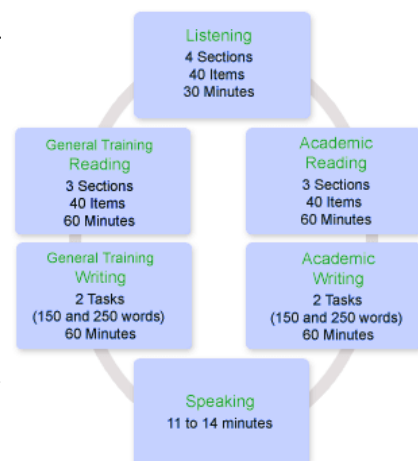 Listening
4 Sections
40 Items
30 Minutes
General Training
Reading
3 Sections
40 Items
60 Minutes
Academic
Reading
3 Sections
40 Items
60 Minutes
General Training
Writing
2 Tasks
(150 and 250 words)
60 Minutes
Academic
Writing
2 Tasks
(150 and 250 words)
60 Minutes
Speaking
11 to 14 minutes